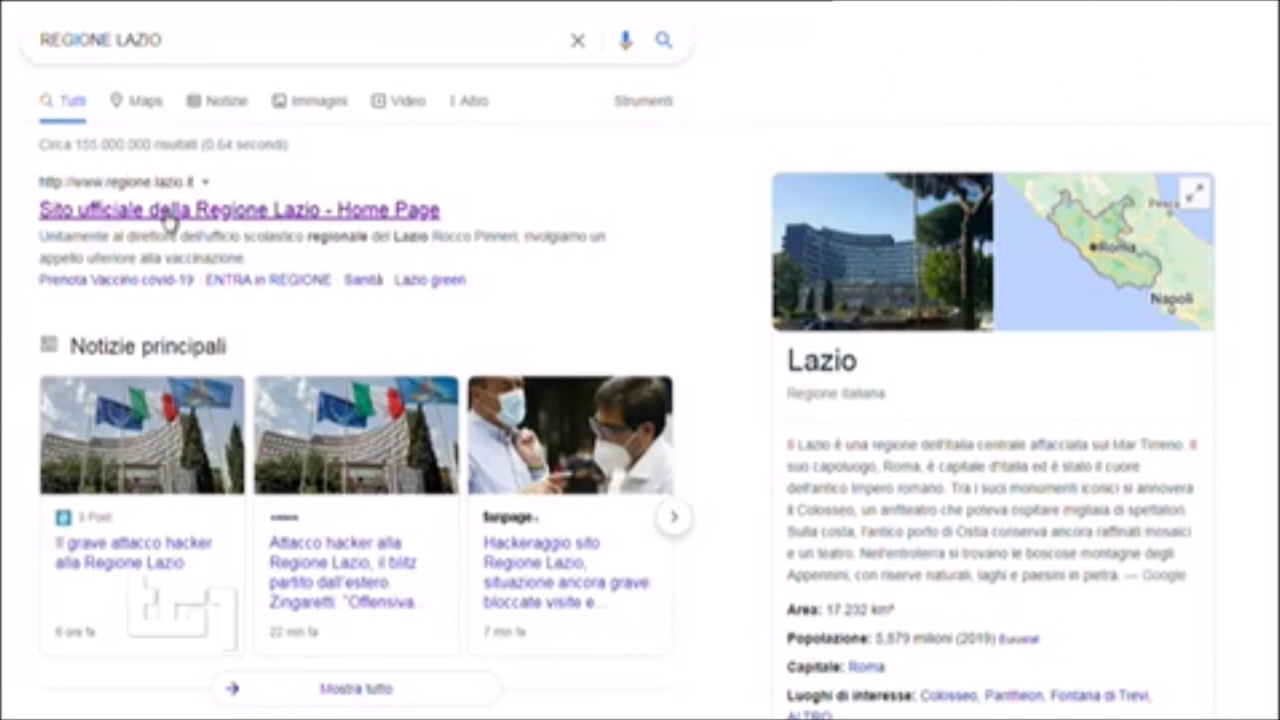 REGIONE LAZIO
Tutti Maps Notizie Immagini Video Altro Strumenti
Circa 155.000.000 risultati (0,64 secondi)
http://www.regione.lazio.it
Sito ufficiale della Regione Lazio - Home Page
Unitamente al direttore dell'ufficio scolastico regionale del Lazio Rocco Pinneri, rivolgiamo un
appello ulteriore alla vaccinazione.
Prenota Vaccino covid-19 · ENTRA in REGIONE · Sanità · Lazio green
Notizie principali
Il Post
Il grave attacco hacker
alla Regione Lazio
6 ore fa
Attacco hacker alla
Regione Lazio, il blitz
partito dall'estero.
Zingaretti: "Offensiva...
22 min fa
fanpage.
Hackeraggio sito
Regione Lazio,
situazione ancora grave:
bloccate visite e...
7 min fa
Mostra tutto
Pesca
Roma
Napoli
Lazio
Regione italiana
Il Lazio è una regione dell'Italia centrale affacciata sul Mar Tirreno. Il
suo capoluogo, Roma, è capitale d'Italia ed è stato il cuore
dell'antico Impero romano. Tra i suoi monumenti iconici si annovera
il Colosseo, un anfiteatro che poteva ospitare migliaia di spettatori.
Sulla costa, l'antico porto di Ostia conserva ancora raffinati mosaici
e un teatro. Nell'entroterra si trovano le boscose montagne degli
Appennini, con riserve naturali, laghi e paesini in pietra. — Google
Area: 17.232 km²
Popolazione: 5,879 milioni (2019) Eurostat
Capitale: Roma
Luoghi di interesse: Colosseo, Pantheon, Fontana di Trevi,
ALTRO